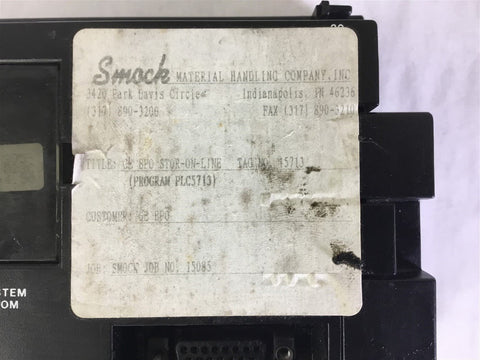 Smock MATERIAL HANDLING COMPANY, INC
3420 Park Davis Circle Indianapolis, IN 46236
(317) 890-3200 FAX (317) 890-3210
TITLE: GE BPO STOR-ON-LINE TAG NO. 15713
(PROGRAM PLC5713)
CUSTOMER: GE BPO
JOB: SMOCK JOB NO. 15085
STEM
OM